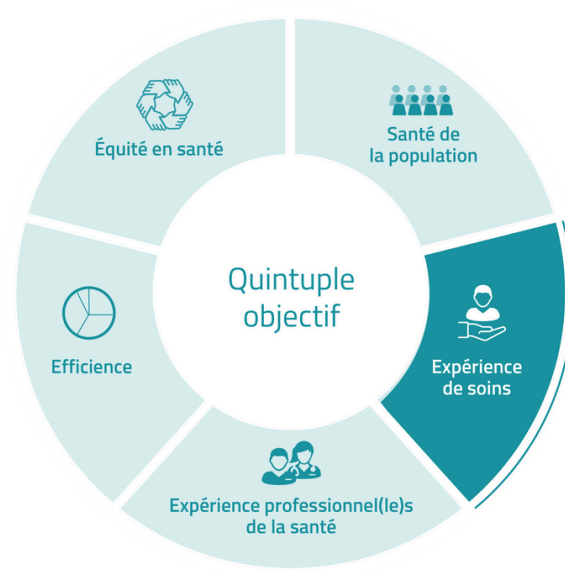 Quintuple
objectif
Santé de
la population
Expérience
de soins
Expérience professionnel(le)s
de la santé
Efficience
Équité en santé